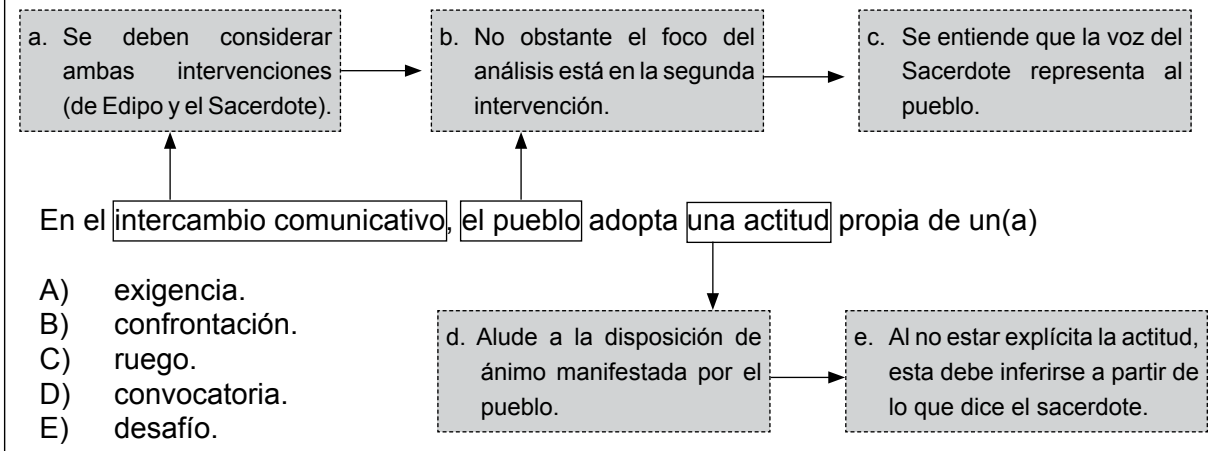 a. Se deben considerar
ambas intervenciones
(de Edipo y el Sacerdote).
b. No obstante el foco del
análisis está en la segunda
intervención.
c. Se entiende que la voz del
Sacerdote representa al
pueblo.
En el intercambio comunicativo, el pueblo adopta una actitud propia de un(a)
A) exigencia.
B) confrontación.
C) ruego.
D) convocatoria.
E) desafío.
d. Alude a la disposición de
ánimo manifestada por el
pueblo.
e. Al no estar explícita la actitud,
esta debe inferirse a partir de
lo que dice el sacerdote.